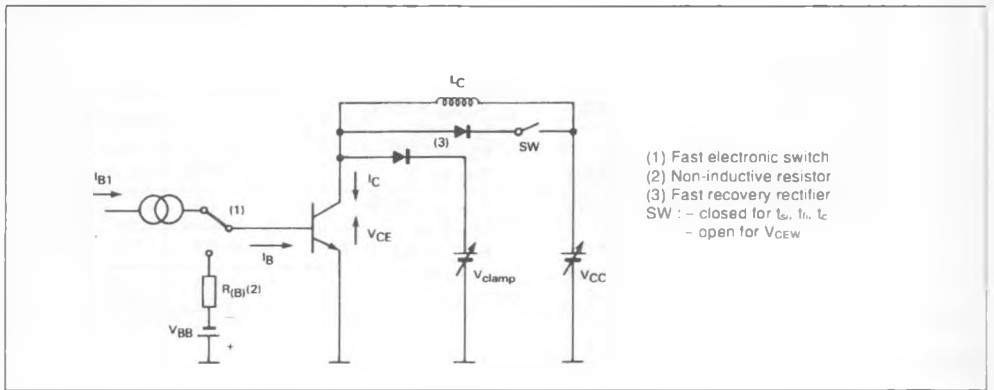 LC
SW
(3)
(1) Fast electronic switch
(2) Non-inductive resistor
(3) Fast recovery rectifier
SW : – closed for tsi, tfi, tc
– open for VCEW
IB1
(1)
IC
VCE
IB
R(B)(2)
VBB
–
+
Vclamp
VCC